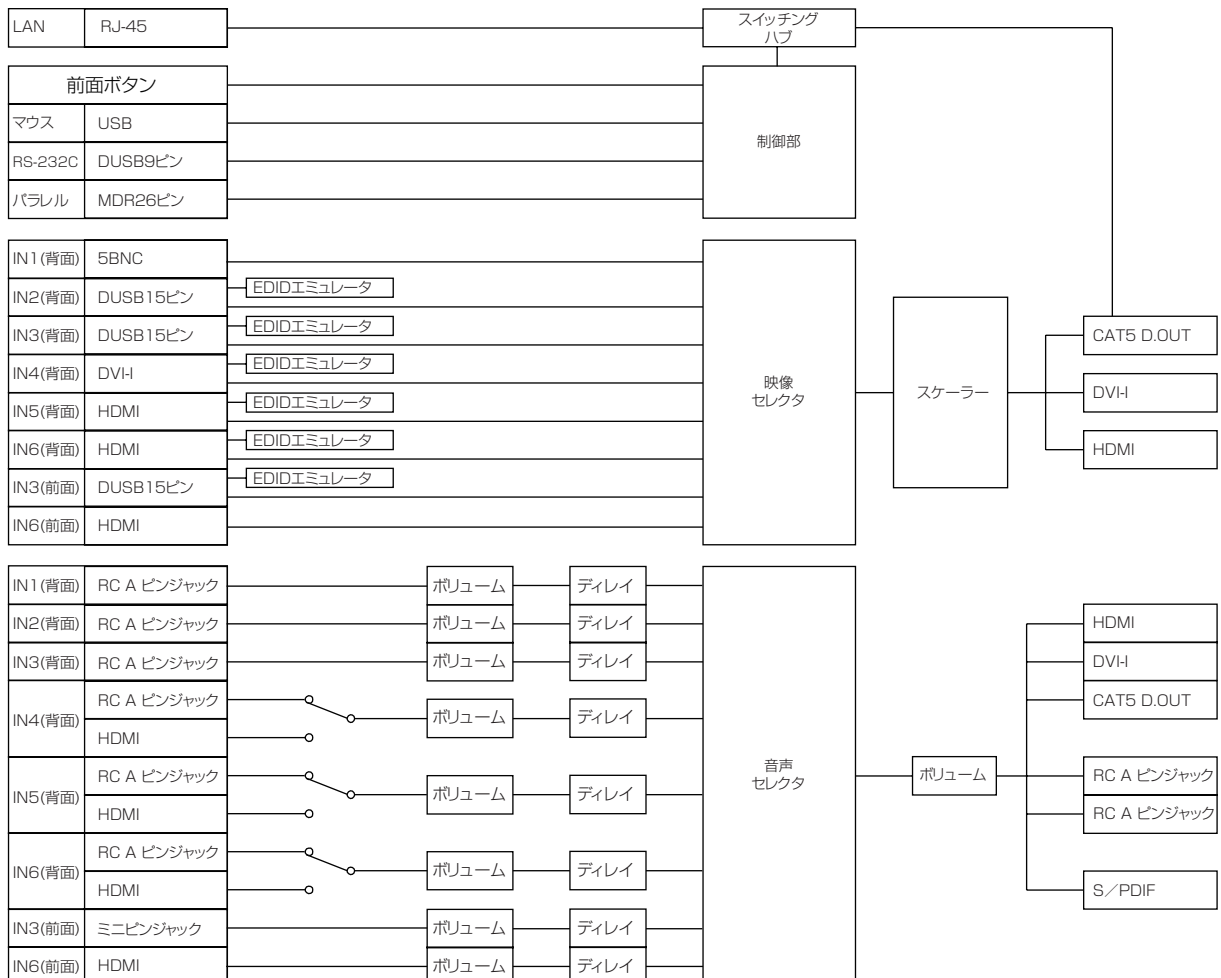 LAN RJ-45 スイッチング
ハブ
前面ボタン
マウス USB
RS-232C DUSB9ピン
パラレル MDR26ピン
制御部
IN1(背面) 5BNC
IN2(背面) DUSB15ピン EDIDエミュレータ
IN3(背面) DUSB15ピン EDIDエミュレータ
IN4(背面) DVI-I EDIDエミュレータ
IN5(背面) HDMI EDIDエミュレータ
IN6(背面) HDMI EDIDエミュレータ
IN3(前面) DUSB15ピン EDIDエミュレータ
IN6(前面) HDMI
映像
セレクタ
スケーラー
CAT5 D.OUT
DVI-I
HDMI
IN1(背面) RC A ピンジャック ボリューム ディレイ
IN2(背面) RC A ピンジャック ボリューム ディレイ
IN3(背面) RC A ピンジャック ボリューム ディレイ
IN4(背面) RC A ピンジャック ボリューム ディレイ
HDMI
IN5(背面) RC A ピンジャック ボリューム ディレイ
HDMI
IN6(背面) RC A ピンジャック ボリューム ディレイ
HDMI
IN3(前面) ミニピンジャック ボリューム ディレイ
IN6(前面) HDMI ボリューム ディレイ
音声
セレクタ
ボリューム
HDMI
DVI-I
CAT5 D.OUT
RC A ピンジャック
RC A ピンジャック
S／PDIF